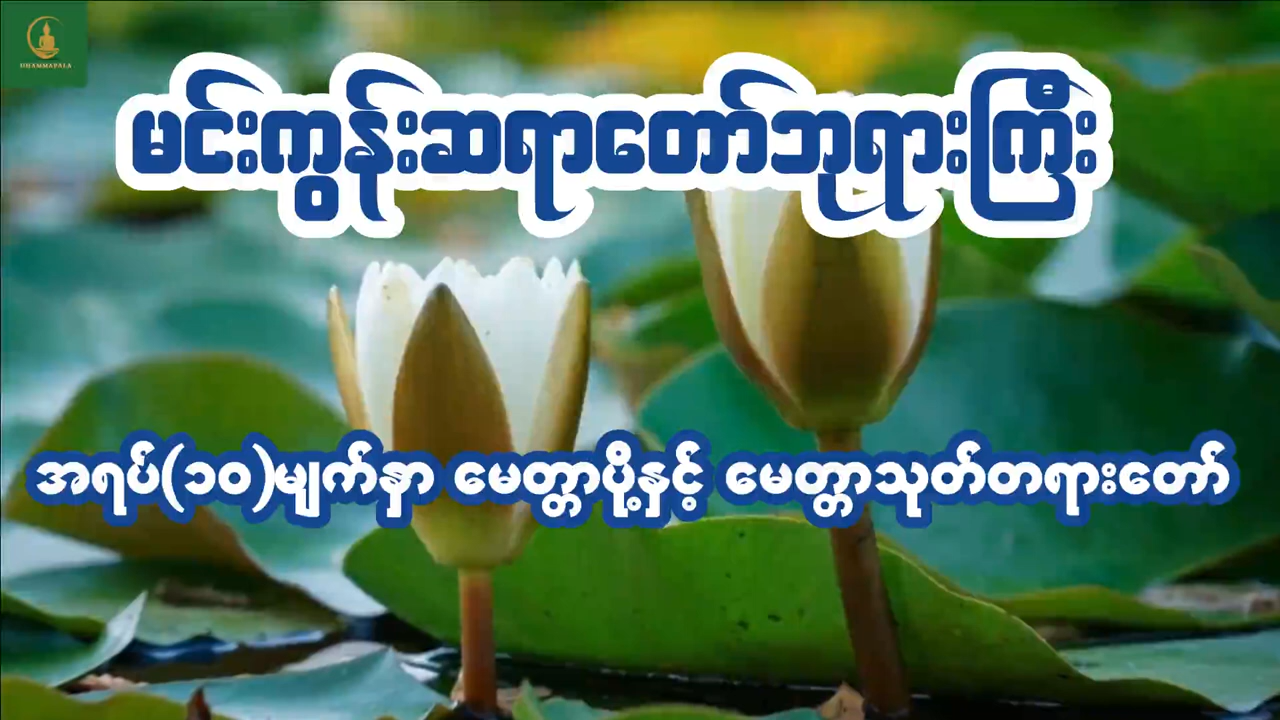 DHAMMAPALA
မင်းကွန်းဆရာတော်ဘုရားကြီး
အရပ်(၁၀)မျက်နှာ မေတ္တာပို့နှင့် မေတ္တာသုတ်တရားတော်